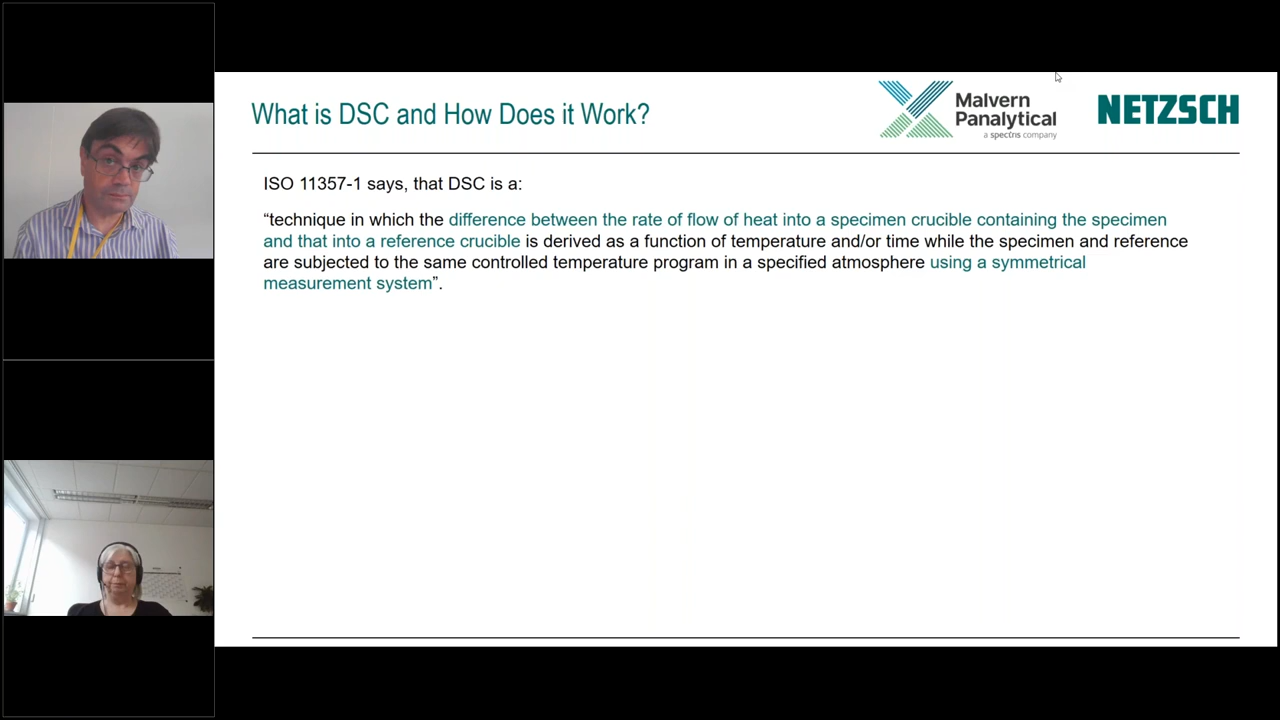 What is DSC and How Does it Work?
Malvern
Panalytical
a spectris company
NETZSCH
ISO 11357-1 says, that DSC is a:
“technique in which the difference between the rate of flow of heat into a specimen crucible containing the specimen
and that into a reference crucible is derived as a function of temperature and/or time while the specimen and reference
are subjected to the same controlled temperature program in a specified atmosphere using a symmetrical
measurement system”.